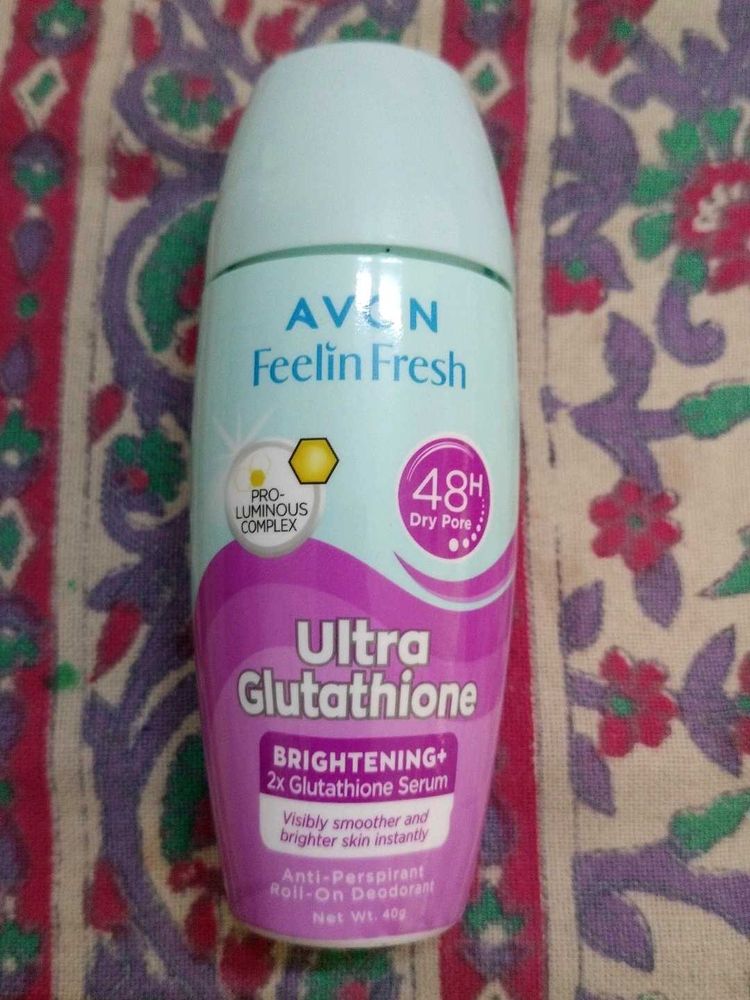 AVON
Feelin Fresh
PRO-
LUMINOUS
COMPLEX
48H
Dry Pore
Ultra
Glutathione
BRIGHTENING+
2x Glutathione Serum
Visibly smoother and
brighter skin instantly
Anti-Perspirant
Roll-On Deodorant
Net Wt. 40g